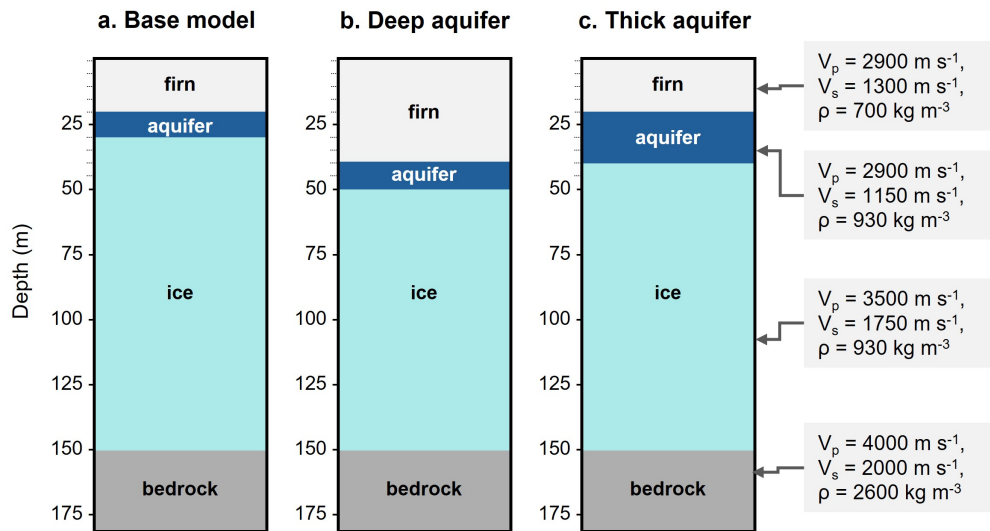 a. Base model
b. Deep aquifer
c. Thick aquifer
Depth (m)
25
50
75
100
125
150
175
firn
aquifer
ice
bedrock
25
50
75
100
125
150
175
firn
aquifer
ice
bedrock
25
50
75
100
125
150
175
firn
aquifer
ice
bedrock
Vₚ = 2900 m s⁻¹,
Vₛ = 1300 m s⁻¹,
ρ = 700 kg m⁻³
Vₚ = 2900 m s⁻¹,
Vₛ = 1150 m s⁻¹,
ρ = 930 kg m⁻³
Vₚ = 3500 m s⁻¹,
Vₛ = 1750 m s⁻¹,
ρ = 930 kg m⁻³
Vₚ = 4000 m s⁻¹,
Vₛ = 2000 m s⁻¹,
ρ = 2600 kg m⁻³